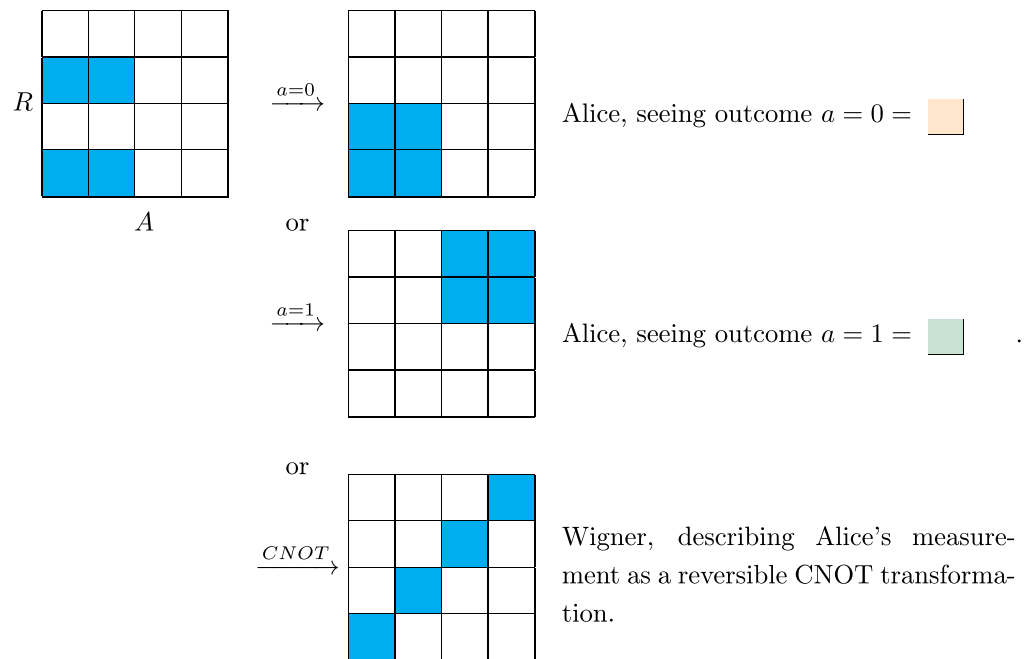 a=0
R
Alice, seeing outcome a = 0 =
A
or
a=1
Alice, seeing outcome a = 1 =
.
or
CNOT
Wigner, describing Alice's measure-
ment as a reversible CNOT transforma-
tion.